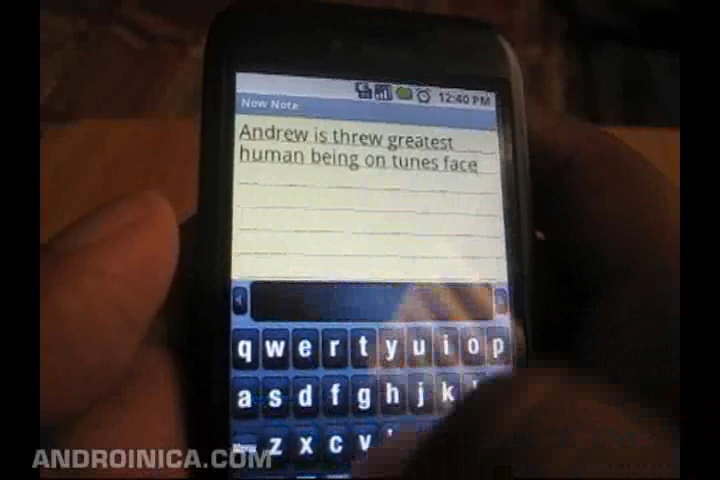 12:40 PM
New Note
Andrew is threw greatest
human being on tunes face
q w e r t y u i o p
a s d f g h j k
z x c v
ANDROINICA.COM